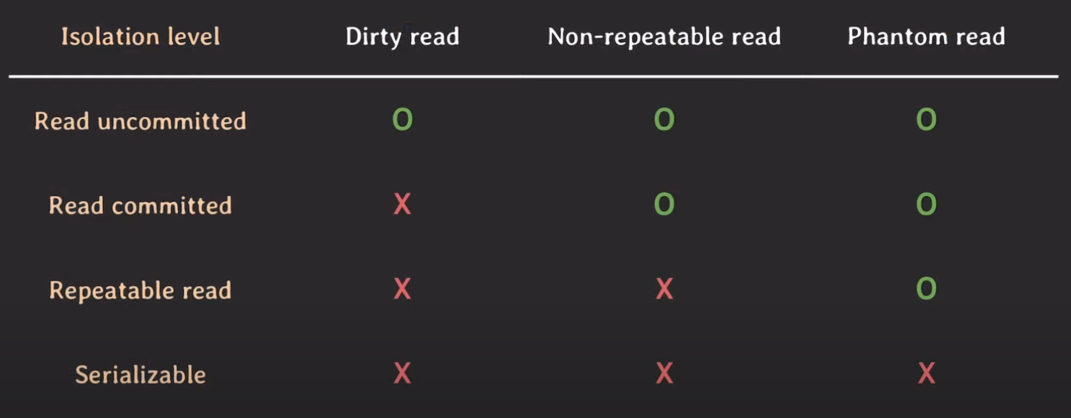 Isolation level Dirty read Non-repeatable read Phantom read
Read uncommitted O O O
Read committed X O O
Repeatable read X X O
Serializable X X X